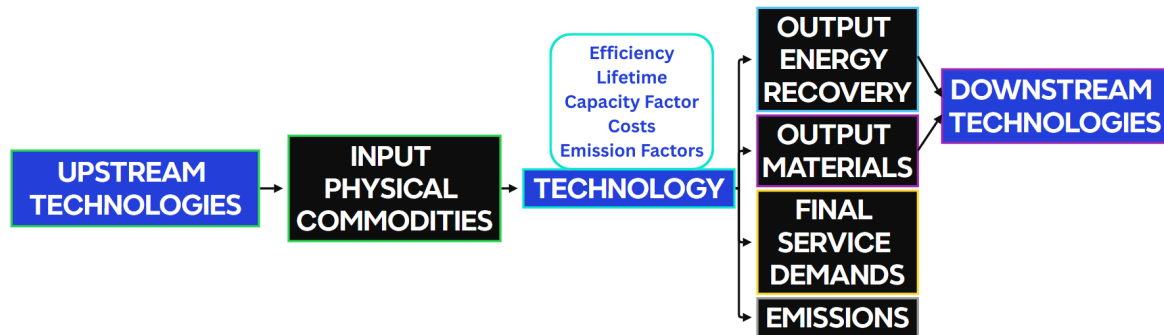 UPSTREAM
TECHNOLOGIES
INPUT
PHYSICAL
COMMODITIES
Efficiency
Lifetime
Capacity Factor
Costs
Emission Factors
TECHNOLOGY
OUTPUT
ENERGY
RECOVERY
OUTPUT
MATERIALS
FINAL
SERVICE
DEMANDS
EMISSIONS
DOWNSTREAM
TECHNOLOGIES